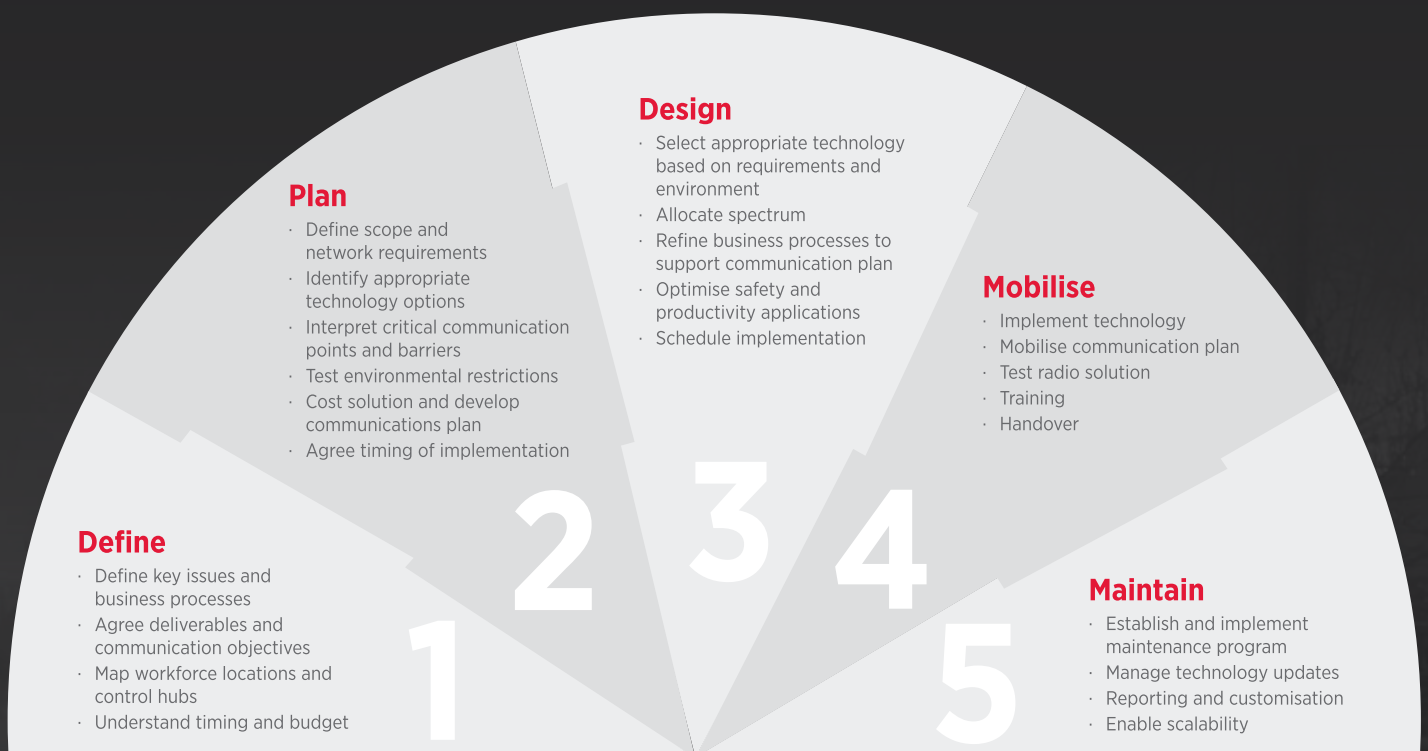 Define
· Define key issues and
business processes
· Agree deliverables and
communication objectives
· Map workforce locations and
control hubs
· Understand timing and budget
1
Plan
· Define scope and
network requirements
· Identify appropriate
technology options
· Interpret critical communication
points and barriers
· Test environmental restrictions
· Cost solution and develop
communications plan
· Agree timing of implementation
2
Design
· Select appropriate technology
based on requirements and
environment
· Allocate spectrum
· Refine business processes to
support communication plan
· Optimise safety and
productivity applications
· Schedule implementation
3
Mobilise
· Implement technology
· Mobilise communication plan
· Test radio solution
· Training
· Handover
4
Maintain
· Establish and implement
maintenance program
· Manage technology updates
· Reporting and customisation
· Enable scalability
5